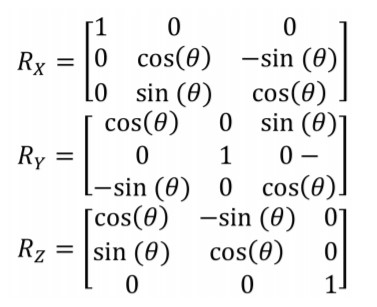 R_X = [1 0 0
0 cos(θ) −sin (θ)
0 sin (θ) cos(θ)]
R_Y = [cos(θ) 0 sin (θ)
0 1 0 −
−sin (θ) 0 cos(θ)]
R_Z = [cos(θ) −sin (θ) 0
sin (θ) cos(θ) 0
0 0 1]